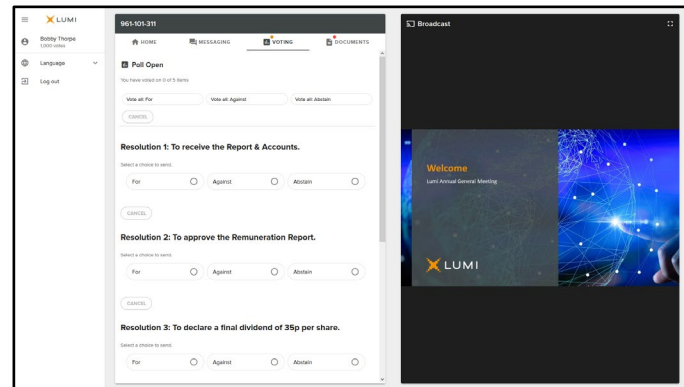 LUMI
Bobby Thorpe
1,000 votes
Language
Log out
961-101-311
HOME
MESSAGING
VOTING
DOCUMENTS
Poll Open
You have voted on 0 of 5 items
Vote all: For
Vote all: Against
Vote all: Abstain
CANCEL
Resolution 1: To receive the Report & Accounts.
Select a choice to send.
For
Against
Abstain
CANCEL
Resolution 2: To approve the Remuneration Report.
Select a choice to send.
For
Against
Abstain
CANCEL
Resolution 3: To declare a final dividend of 35p per share.
Select a choice to send.
For
Against
Abstain
Broadcast
Welcome
Lumi Annual General Meeting
LUMI